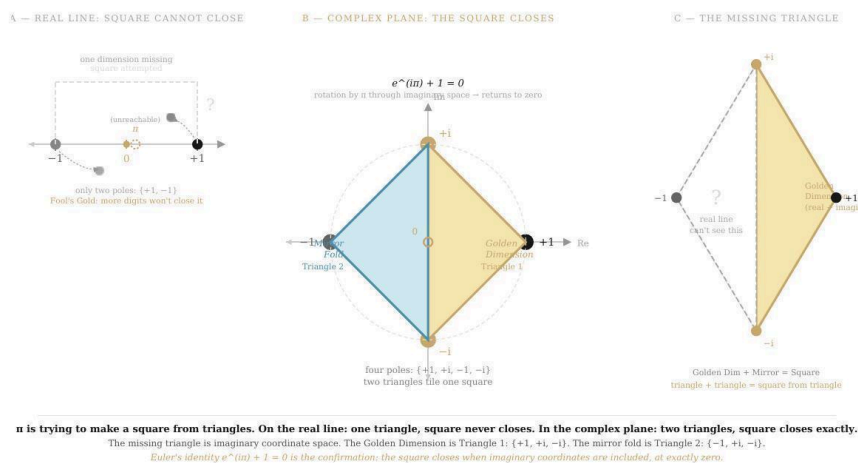 A — REAL LINE: SQUARE CANNOT CLOSE
one dimension missing
square attempted
?
(unreachable)
π
−1
0
+1
only two poles: {+1, −1}
Fool's Gold: more digits won't close it
B — COMPLEX PLANE: THE SQUARE CLOSES
e^(iπ) + 1 = 0
rotation by π through imaginary space → returns to zero
Im
+i
0
−1
Mirror
Fold
Triangle 2
Golden
Dimension
Triangle 1
+1
Re
−i
four poles: {+1, +i, −1, −i}
two triangles tile one square
C — THE MISSING TRIANGLE
+i
−1
?
real line
can't see this
Golden
+1
(real +
−i
Golden Dim + Mirror = Square
triangle + triangle = square from triangle
π is trying to make a square from triangles. On the real line: one triangle, square never closes. In the complex plane: two triangles, square closes exactly.
The missing triangle is imaginary coordinate space. The Golden Dimension is Triangle 1: {+1, +i, −i}. The mirror fold is Triangle 2: {−1, +i, −i}.
Euler's identity e^(iπ) + 1 = 0 is the confirmation: the square closes when imaginary coordinates are included, at exactly zero.